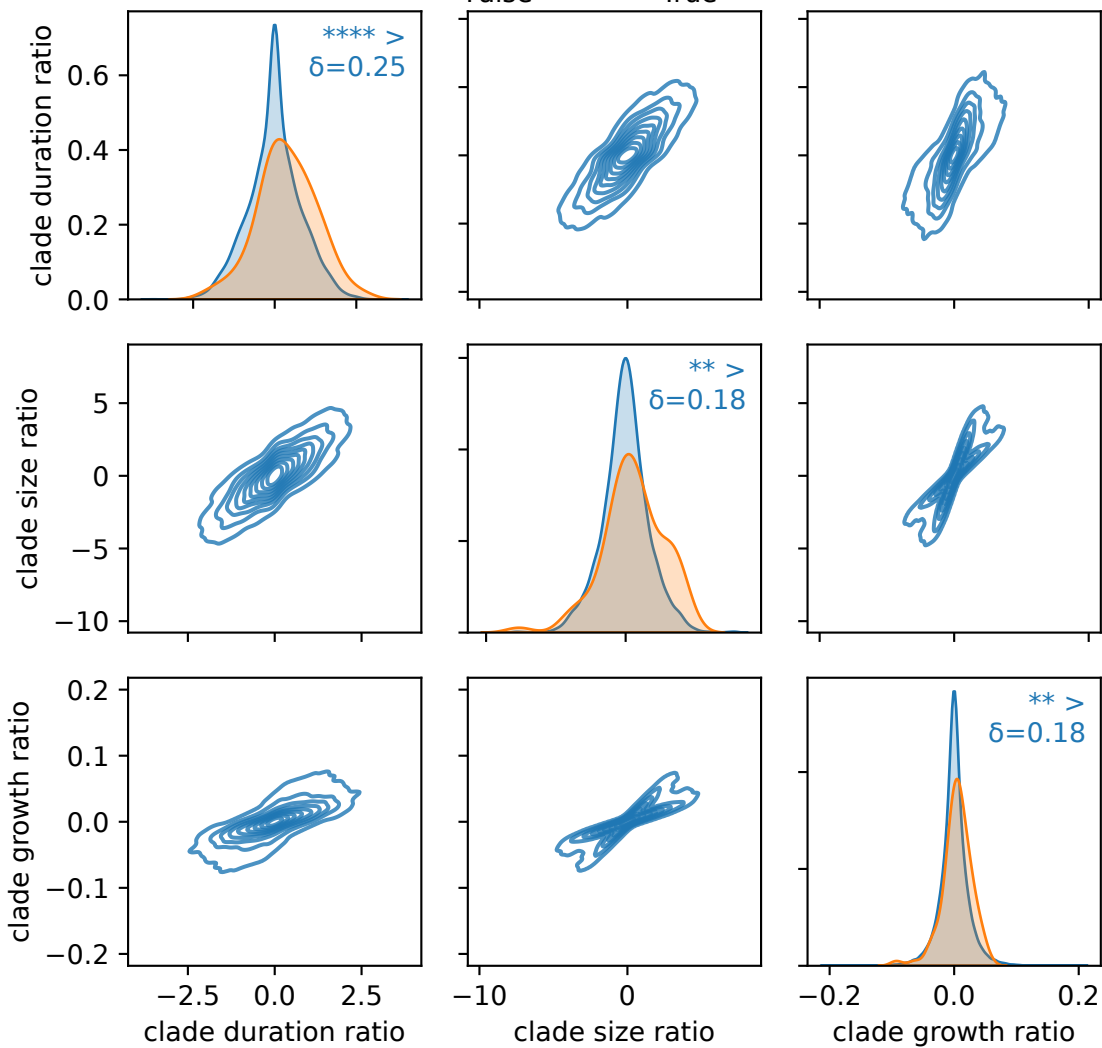 clade duration ratio
0.6
0.4
0.2
0.0
**** >
δ=0.25
clade size ratio
5
0
−5
−10
** >
δ=0.18
clade growth ratio
0.2
0.1
0.0
−0.1
−0.2
** >
δ=0.18
−2.5 0.0 2.5
−10 0
−0.2 0.0 0.2
clade duration ratio
clade size ratio
clade growth ratio